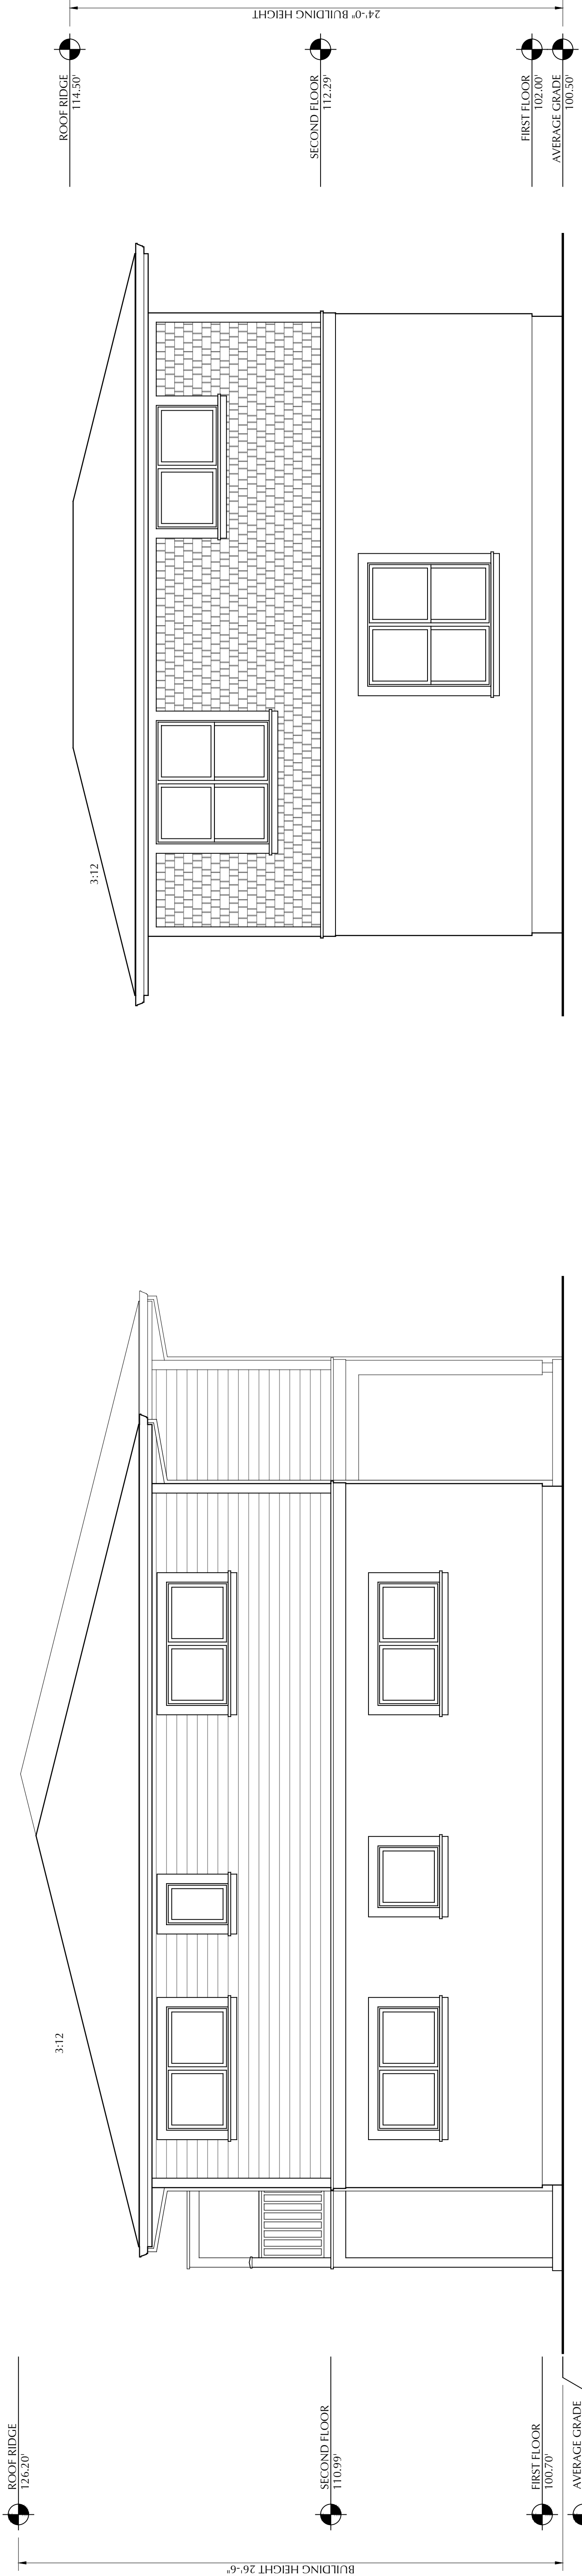 24'-0" BUILDING HEIGHT
ROOF RIDGE
114.50'
SECOND FLOOR
112.29'
FIRST FLOOR
102.00'
AVERAGE GRADE
100.50'
3:12
3:12
ROOF RIDGE
126.20'
SECOND FLOOR
110.99'
FIRST FLOOR
100.70'
AVERAGE GRADE
BUILDING HEIGHT 26'-6"